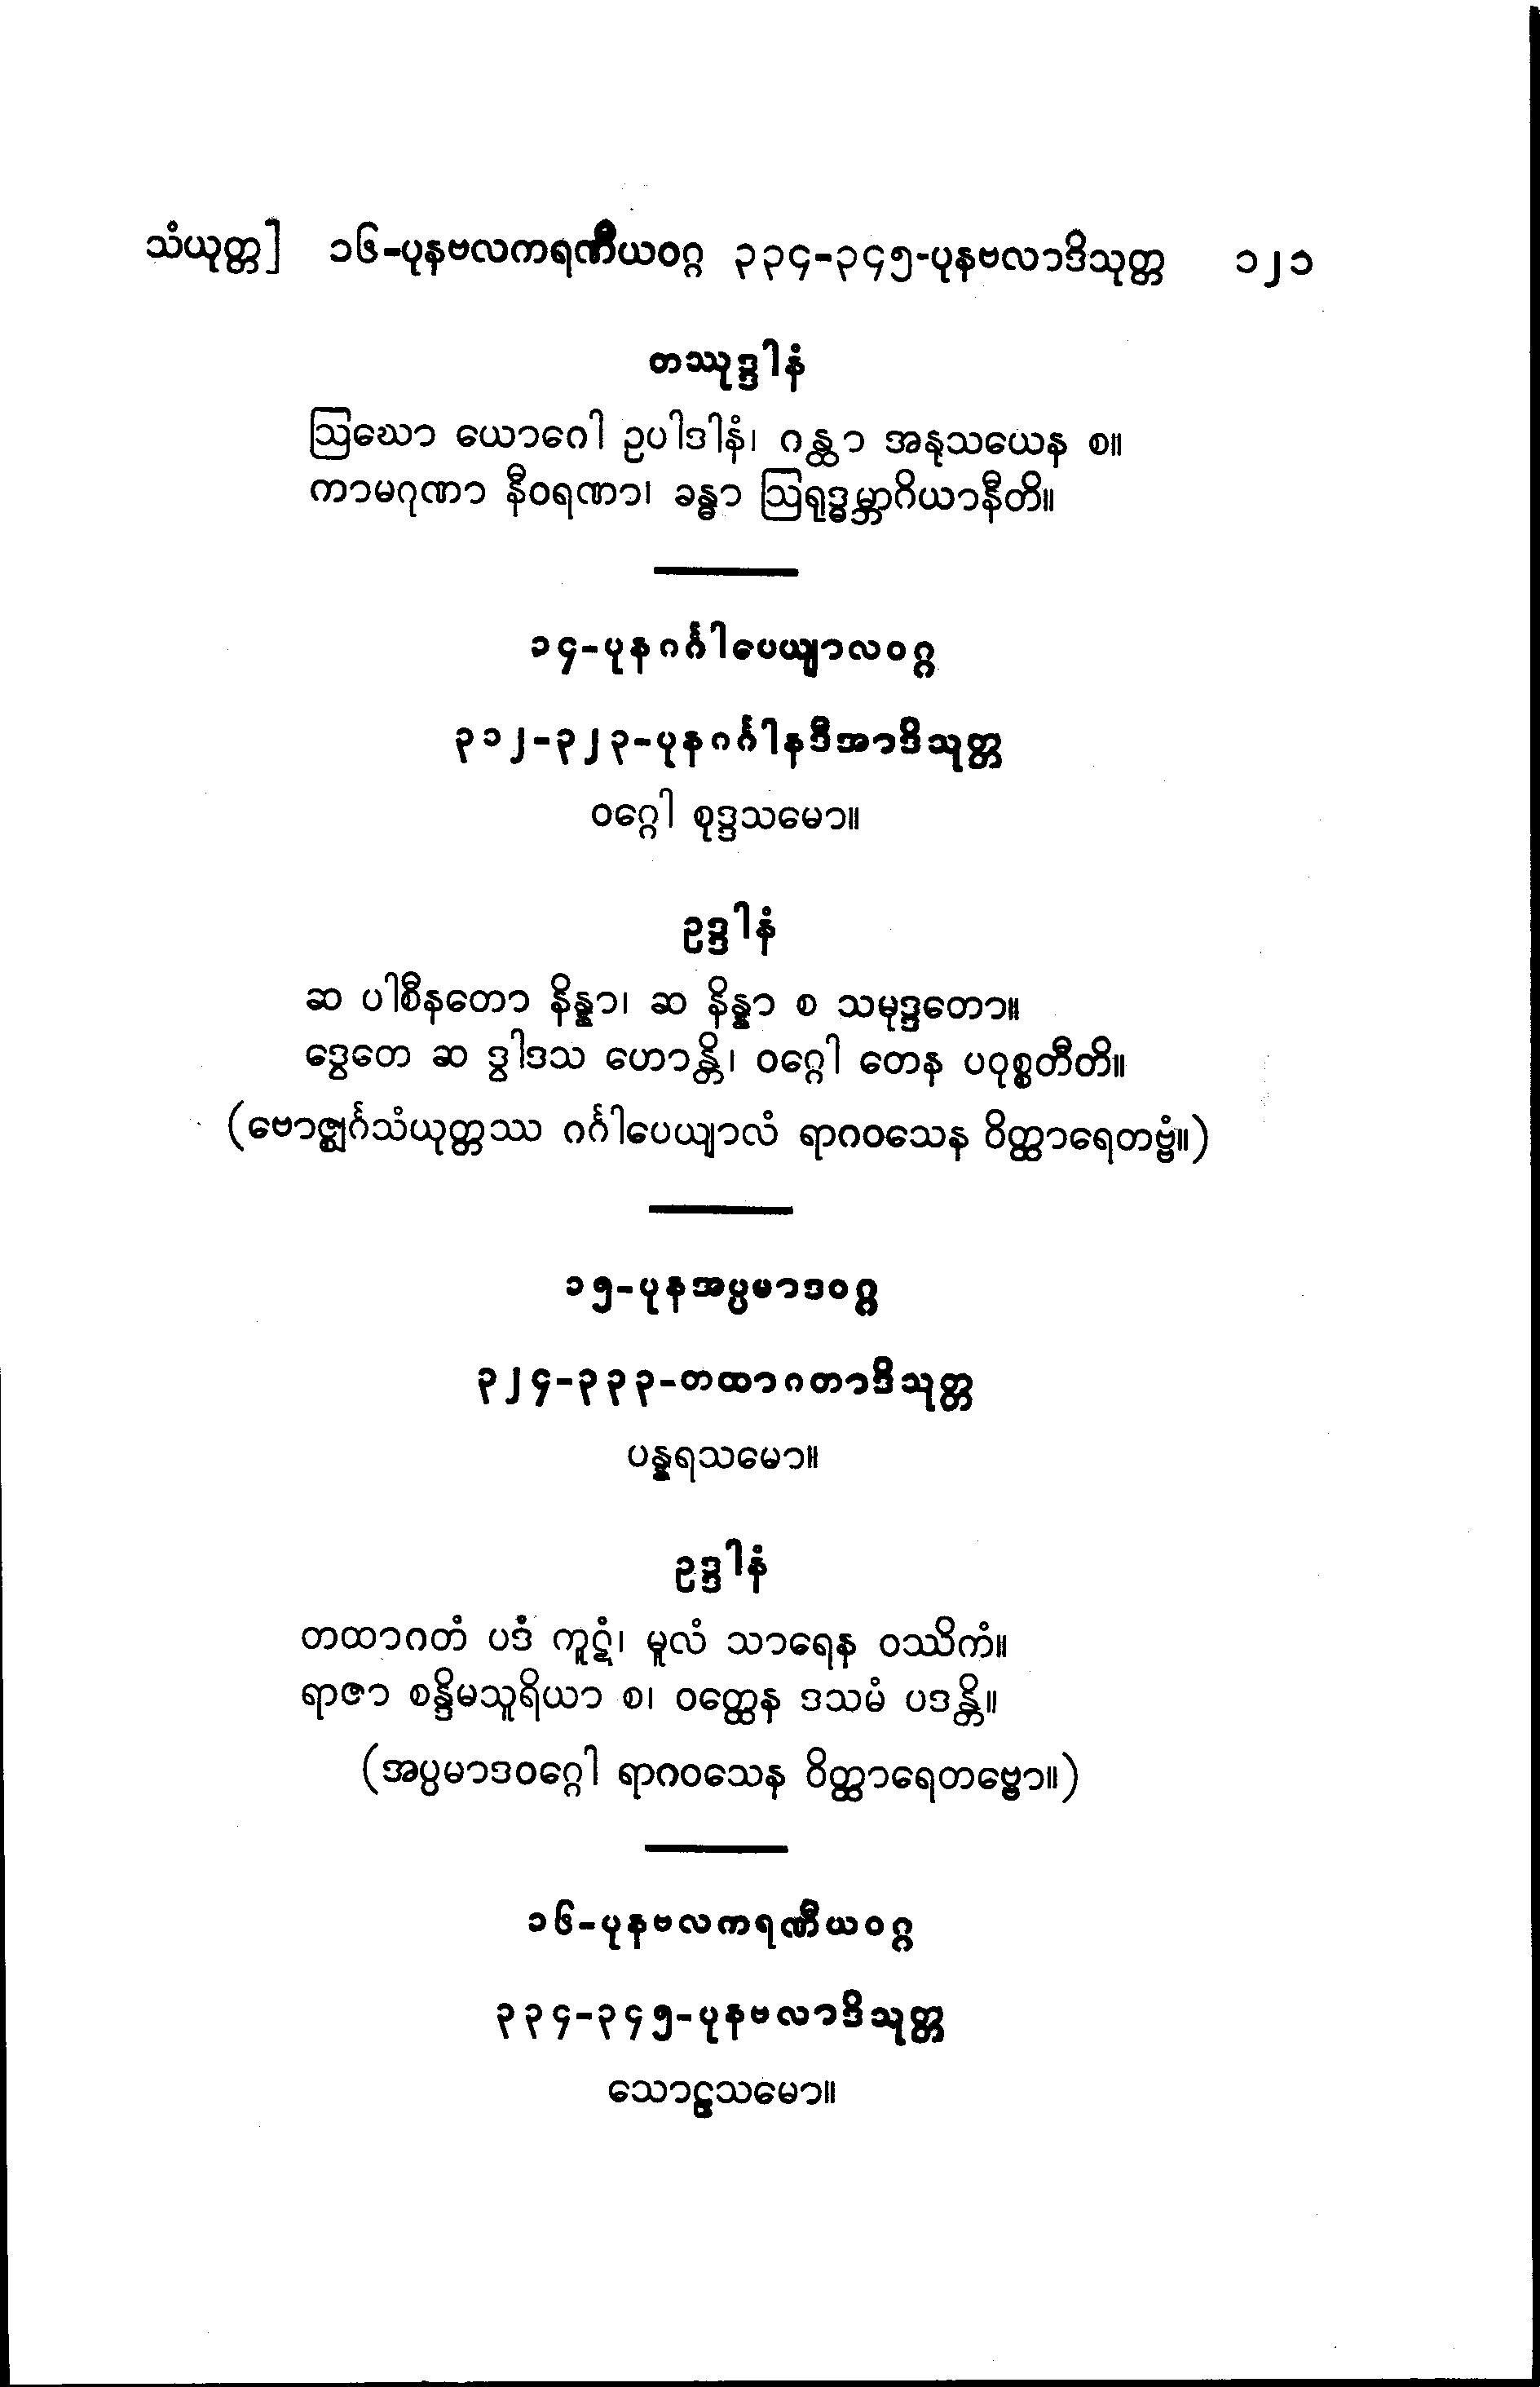 သံယုတ္တ] ၁၆-ပုနဗလကရဏီယဝဂ္ဂ ၃၃၄-၃၄၅-ပုနဗလာဒိသုတ္တ ၁၂၁
တဿုဒ္ဒါနံ
ဩဃော ယောဂေါ ဥပါဒါနံ၊ ဂန္ထာ အနုသယေန စ။
ကာမဂုဏာ နီဝရဏာ၊ ခန္ဓာ ဩရုဒ္ဓမ္ဘာဂိယာနီတိ။
၁၄-ပုနဂင်္ဂါပေယျာလဝဂ္ဂ
၃၁၂-၃၂၃-ပုနဂင်္ဂါနဒီအာဒိသုတ္တ
ဝဂ္ဂေါ စုဒ္ဒသမော။
ဥဒ္ဒါနံ
ဆ ပါစီနတော နိန္နာ၊ ဆ နိန္နာ စ သမုဒ္ဒတော။
ဒွေတေ ဆ ဒွါဒသ ဟောန္တိ၊ ဝဂ္ဂေါ တေန ပဝုစ္စတီတိ။
(ဗောဇ္ဈင်္ဂသံယုတ္တဿ ဂင်္ဂါပေယျာလံ ရာဂဝသေန ဝိတ္ထာရေတဗ္ဗံ။)
၁၅-ပုနအပ္ပမာဒဝဂ္ဂ
၃၂၄-၃၃၃-တထာဂတာဒိသုတ္တ
ပန္နရသမော။
ဥဒ္ဒါနံ
တထာဂတံ ပဒံ ကူဋံ၊ မူလံ သာရေန ဝဿိကံ။
ရာဇာ စန္ဒိမသူရိယာ စ၊ ဝတ္ထေန ဒသမံ ပဒန္တိ။
(အပ္ပမာဒဝဂ္ဂေါ ရာဂဝသေန ဝိတ္ထာရေတဗ္ဗော။)
၁၆-ပုနဗလကရဏီယဝဂ္ဂ
၃၃၄-၃၄၅-ပုနဗလာဒိသုတ္တ
သောဠသမော။